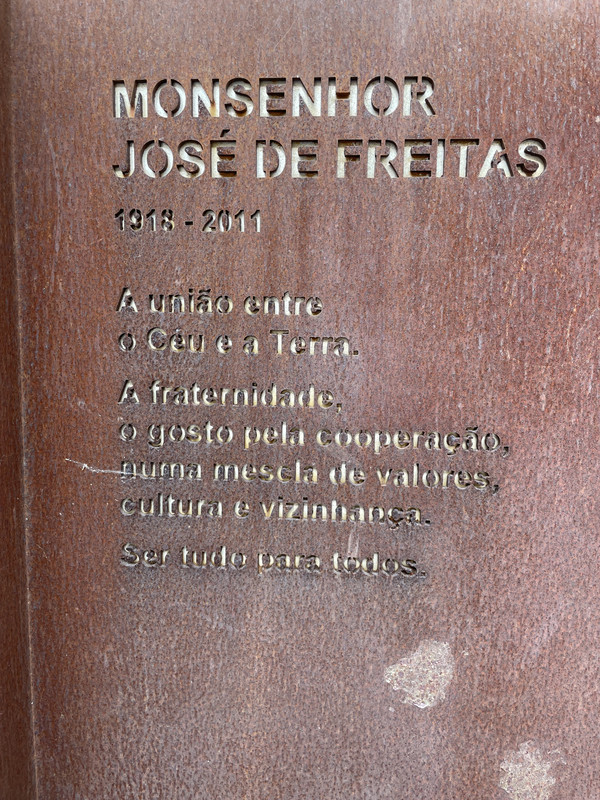 MONSENHOR
JOSÉ DE FREITAS
1918 - 2011
A união entre
o Céu e a Terra.
A fraternidade,
o gosto pela cooperação,
numa mescla de valores,
cultura e vizinhança.
Ser tudo para todos.